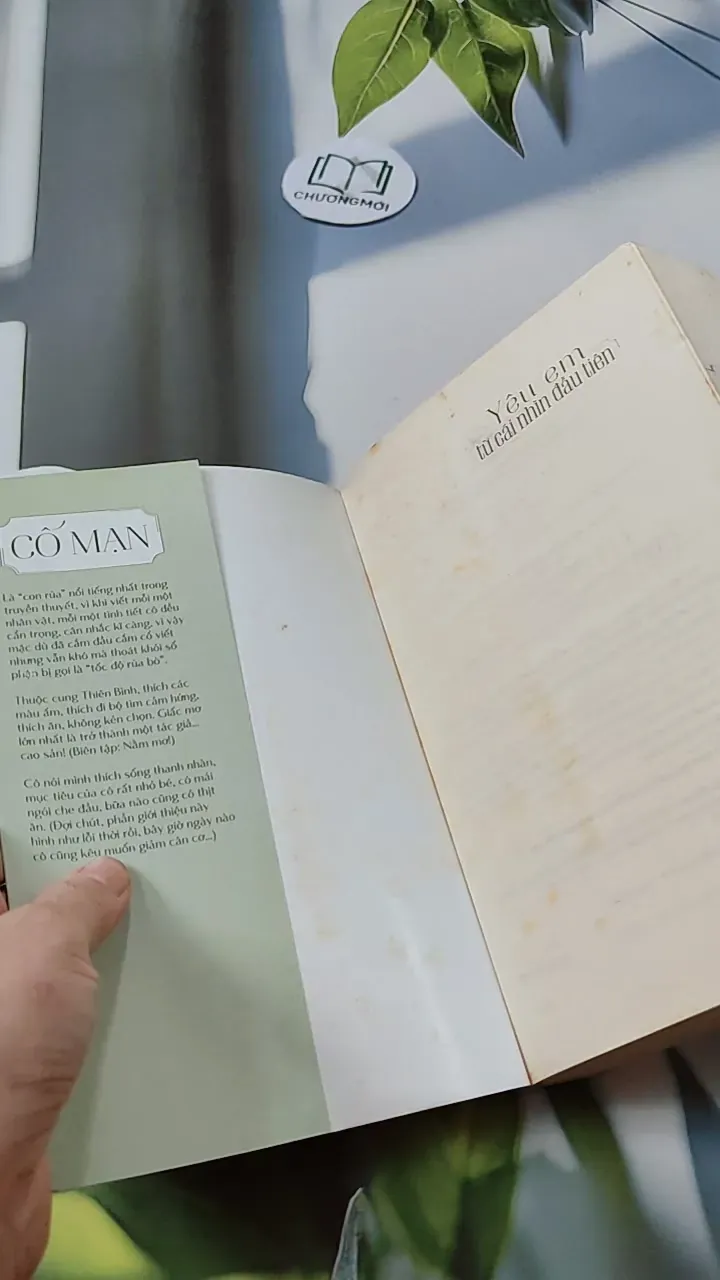 CHƯƠNG MỚI
Yêu em
từ cái nhìn đầu tiên
CỐ MẠN
Là “con rùa” nổi tiếng nhất trong
truyền thuyết, vì khi viết mỗi một
nhân vật, mỗi một tình tiết cô đều
cẩn trọng, cân nhắc kĩ càng, vì vậy
mặc dù đã cắm đầu cắm cổ viết
nhưng vẫn khó mà thoát khỏi số
phận bị gọi là “tốc độ rùa bò”.
Thuộc cung Thiên Bình, thích các
màu ấm, thích đi bộ tìm cảm hứng,
thích ăn, không kén chọn. Giấc mơ
lớn nhất là trở thành một tác giả...
cao sản! (Biên tập: Nằm mơ!)
Cô nói mình thích sống thanh nhàn,
mục tiêu của cô rất nhỏ bé, có mái
ngói che đầu, bữa nào cũng có thịt
ăn. (Đợi chút, phần giới thiệu này
hình như lỗi thời rồi, bây giờ ngày nào
cô cũng kêu muốn giảm cân cơ...)